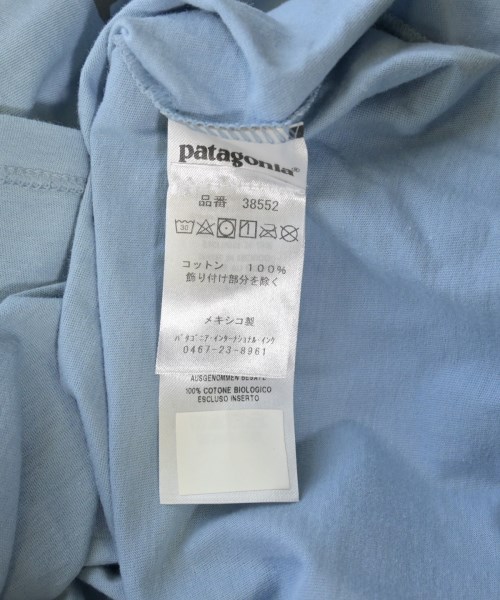 patagonia®
品番 38552
30
コットン 100%
飾り付け部分を除く
メキシコ製
パタゴニア・インターナショナル・インク
0467-23-8961
AUSGENOMMEN BESATZ
100% COTONE BIOLOGICO
ESCLUSO INSERTO